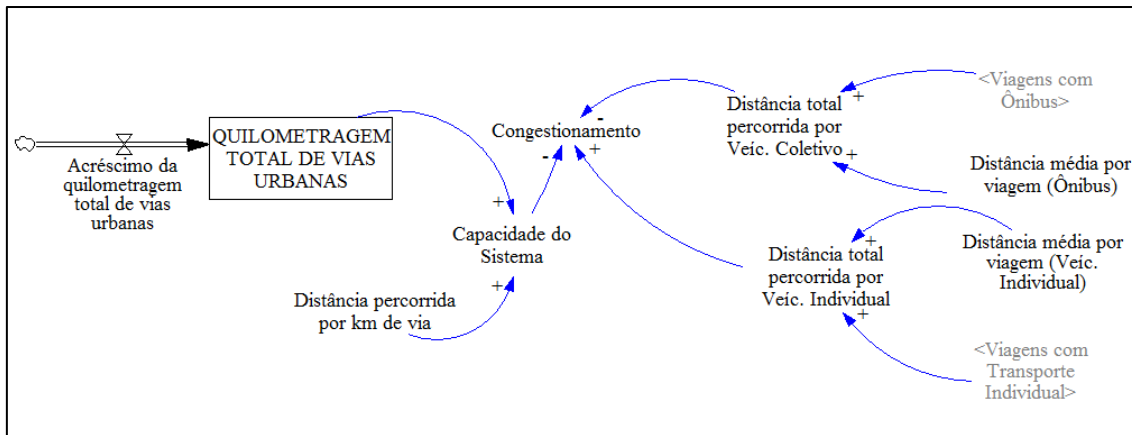 Acréscimo da
quilometragem
total de vias
urbanas
QUILOMETRAGEM
TOTAL DE VIAS
URBANAS
+
Capacidade do
Sistema
+
Distância percorrida
por km de via
Congestionamento
-
-
+
Distância total
percorrida por
Veíc. Coletivo
+
+
<Viagens com
Ônibus>
Distância média por
viagem (Ônibus)
Distância total
percorrida por
Veíc. Individual
+
+
Distância média por
viagem (Veíc.
Individual)
<Viagens com
Transporte
Individual>